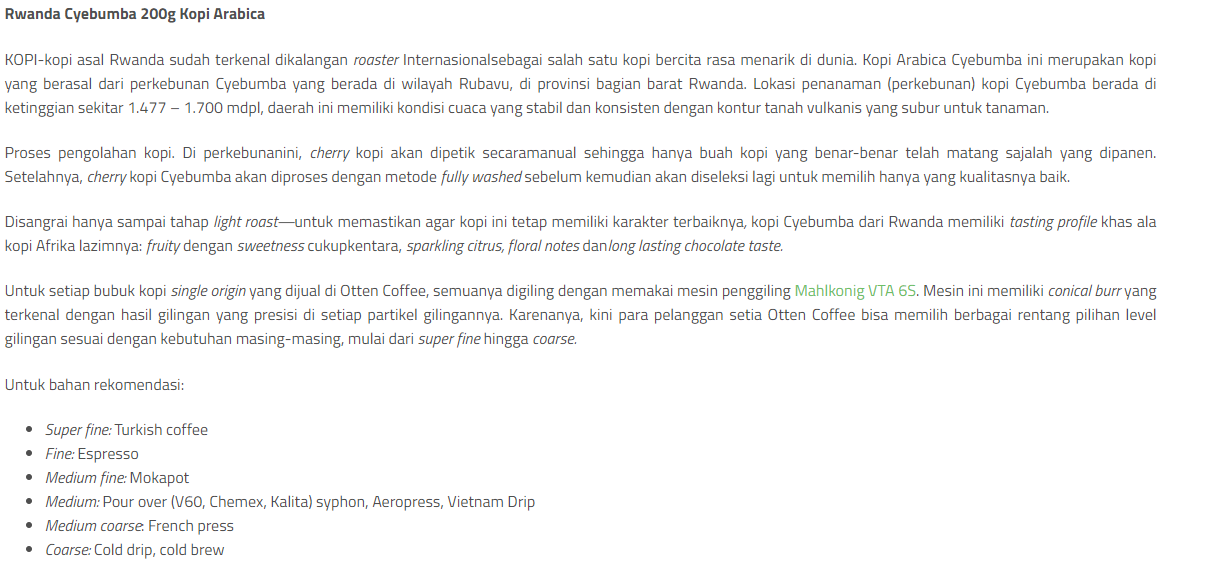 Rwanda Cyebumba 200g Kopi Arabica
KOPI-kopi asal Rwanda sudah terkenal dikalangan roaster Internasionalsebagai salah satu kopi bercita rasa menarik di dunia. Kopi Arabica Cyebumba ini merupakan kopi
yang berasal dari perkebunan Cyebumba yang berada di wilayah Rubavu, di provinsi bagian barat Rwanda. Lokasi penanaman (perkebunan) kopi Cyebumba berada di
ketinggian sekitar 1.477 – 1.700 mdpl, daerah ini memiliki kondisi cuaca yang stabil dan konsisten dengan kontur tanah vulkanis yang subur untuk tanaman.
Proses pengolahan kopi. Di perkebunanini, cherry kopi akan dipetik secaramanual sehingga hanya buah kopi yang benar-benar telah matang sajalah yang dipanen.
Setelahnya, cherry kopi Cyebumba akan diproses dengan metode fully washed sebelum kemudian akan diseleksi lagi untuk memilih hanya yang kualitasnya baik.
Disangrai hanya sampai tahap light roast—untuk memastikan agar kopi ini tetap memiliki karakter terbaiknya, kopi Cyebumba dari Rwanda memiliki tasting profile khas ala
kopi Afrika lazimnya: fruity dengan sweetness cukupkentara, sparkling citrus, floral notes danlong lasting chocolate taste.
Untuk setiap bubuk kopi single origin yang dijual di Otten Coffee, semuanya digiling dengan memakai mesin penggiling Mahlkonig VTA 6S. Mesin ini memiliki conical burr yang
terkenal dengan hasil gilingan yang presisi di setiap partikel gilingannya. Karenanya, kini para pelanggan setia Otten Coffee bisa memilih berbagai rentang pilihan level
gilingan sesuai dengan kebutuhan masing-masing, mulai dari super fine hingga coarse.
Untuk bahan rekomendasi:
• Super fine: Turkish coffee
• Fine: Espresso
• Medium fine: Mokapot
• Medium: Pour over (V60, Chemex, Kalita) syphon, Aeropress, Vietnam Drip
• Medium coarse: French press
• Coarse: Cold drip, cold brew